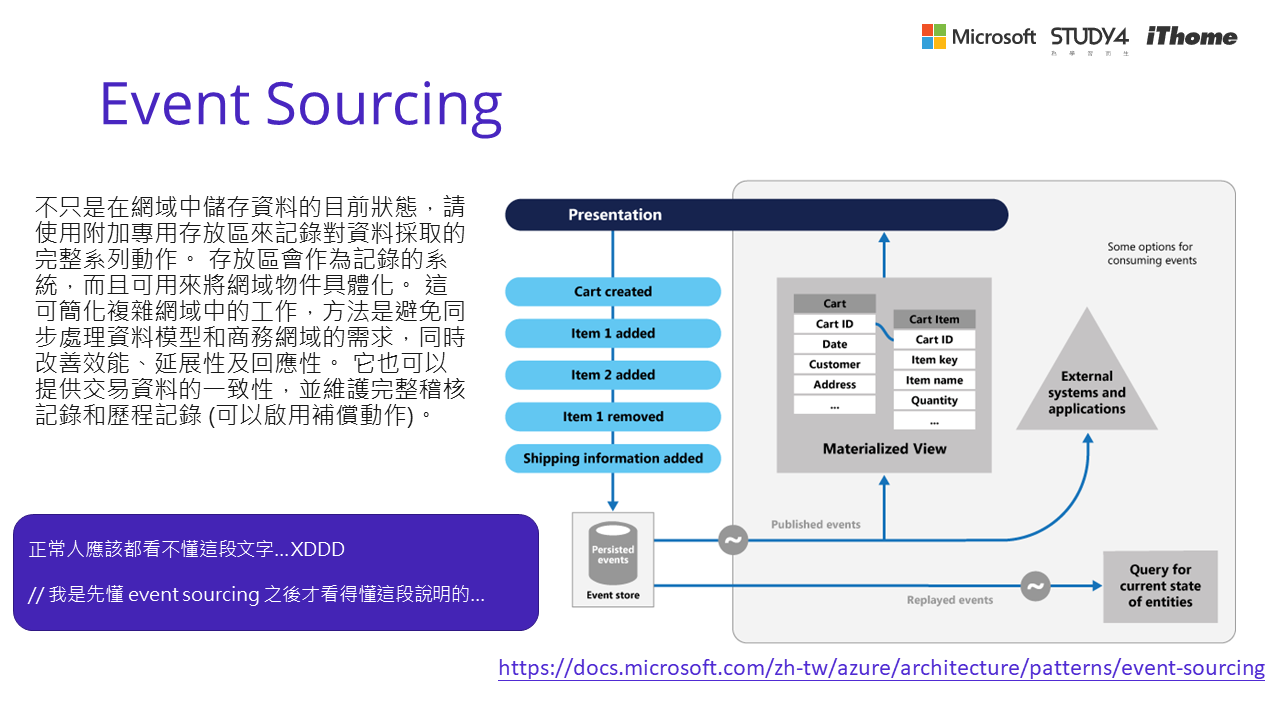 Microsoft STUDY4 iThome
為 學 習 而 生
Event Sourcing
不只是在網域中儲存資料的目前狀態，請
使用附加專用存放區來記錄對資料採取的
完整系列動作。 存放區會作為記錄的系
統，而且可用來將網域物件具體化。 這
可簡化複雜網域中的工作，方法是避免同
步處理資料模型和商務網域的需求，同時
改善效能、延展性及回應性。 它也可以
提供交易資料的一致性，並維護完整稽核
記錄和歷程記錄 (可以啟用補償動作)。
正常人應該都看不懂這段文字…XDDD
// 我是先懂 event sourcing 之後才看得懂這段說明的…
Presentation
Cart created
Item 1 added
Item 2 added
Item 1 removed
Shipping information added
Persisted
events
Event store
Some options for
consuming events
Cart
Cart ID
Date
Customer
Address
...
Cart Item
Cart ID
Item key
Item name
Quantity
...
Materialized View
External
systems and
applications
Published events
~
Replayed events
~
Query for
current state
of entities
https://docs.microsoft.com/zh-tw/azure/architecture/patterns/event-sourcing